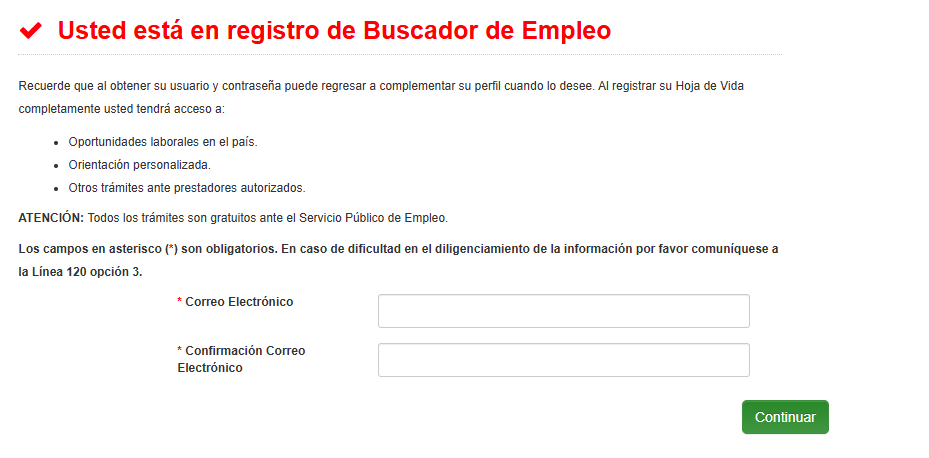 Usted está en registro de Buscador de Empleo
Recuerde que al obtener su usuario y contraseña puede regresar a complementar su perfil cuando lo desee. Al registrar su Hoja de Vida
completamente usted tendrá acceso a:
• Oportunidades laborales en el país.
• Orientación personalizada.
• Otros trámites ante prestadores autorizados.
ATENCIÓN: Todos los trámites son gratuitos ante el Servicio Público de Empleo.
Los campos en asterisco (*) son obligatorios. En caso de dificultad en el diligenciamiento de la información por favor comuníquese a
la Línea 120 opción 3.
* Correo Electrónico
* Confirmación Correo
Electrónico
Continuar